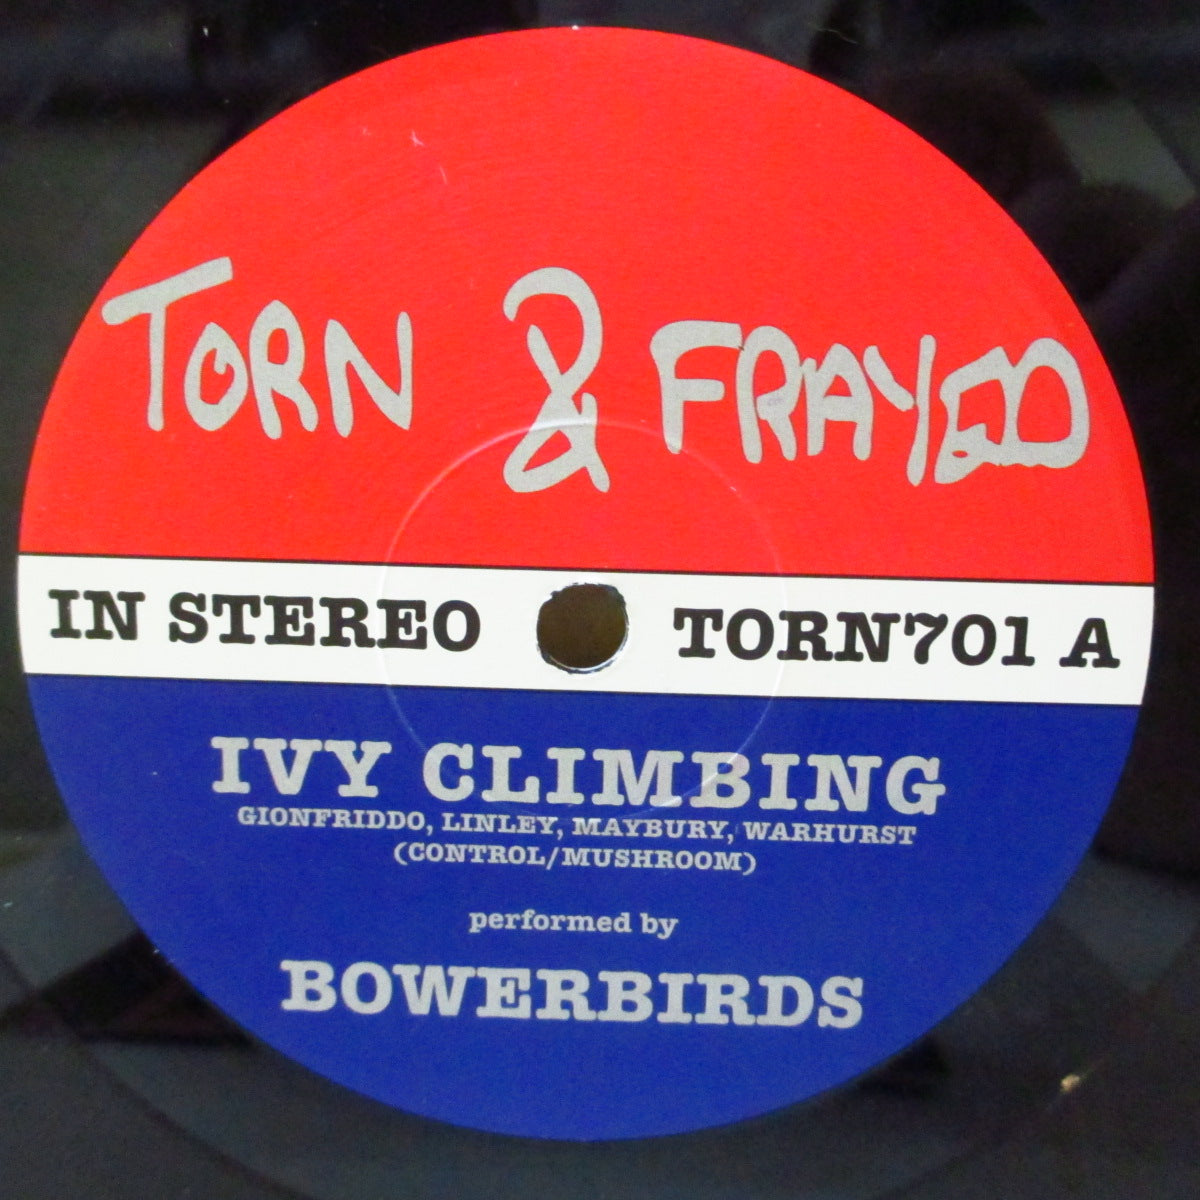 TORN & FRAYED
IN STEREO TORN701 A
IVY CLIMBING
GIONFRIDDO, LINLEY, MAYBURY, WARHURST
(CONTROL/MUSHROOM)
performed by
BOWERBIRDS